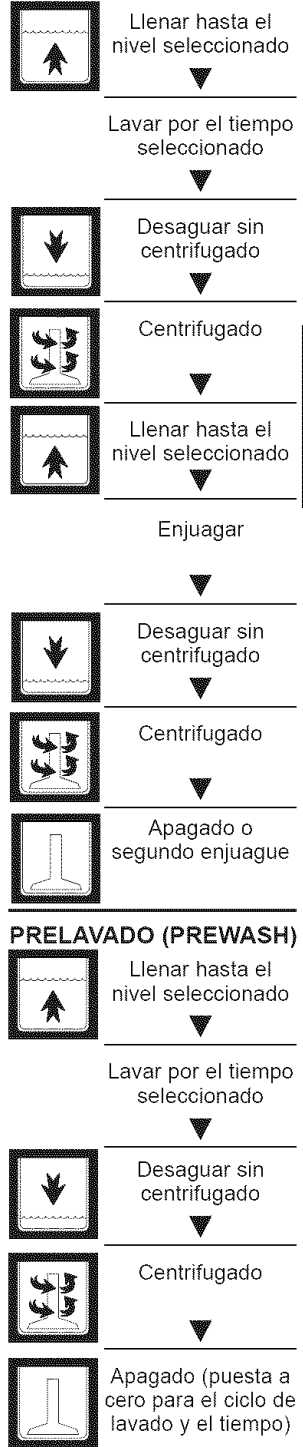 Llenar hasta el
nivel seleccionado
Lavar por el tiempo
seleccionado
Desaguar sin
centrifugado
Centrifugado
Llenar hasta el
nivel seleccionado
Enjuagar
Desaguar sin
centrifugado
Centrifugado
Apagado o
segundo enjuague
PRELAVADO (PREWASH)
Llenar hasta el
nivel seleccionado
Lavar por el tiempo
seleccionado
Desaguar sin
centrifugado
Centrifugado
Apagado (puesta a
cero para el ciclo de
lavado y el tiempo)